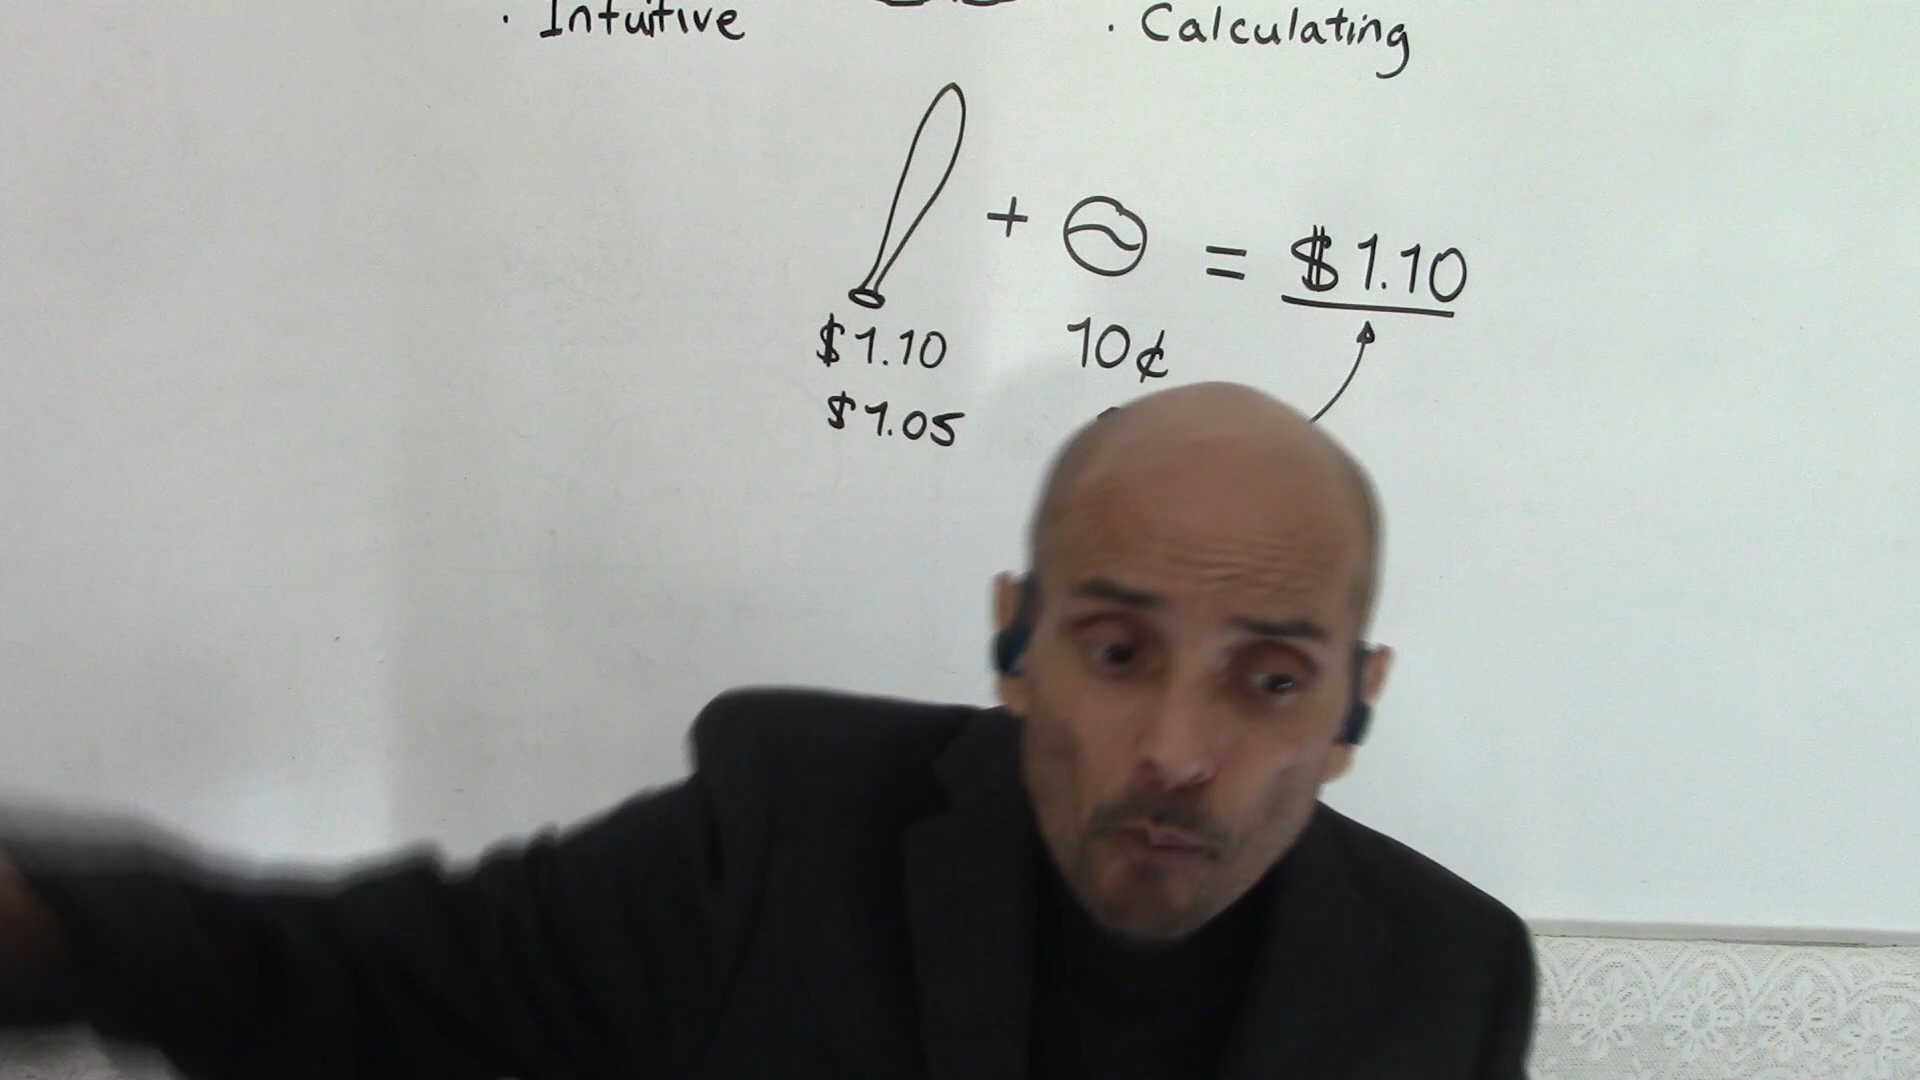 · Intuitive
· Calculating
+ = $1.10
$1.10 10¢
$1.05